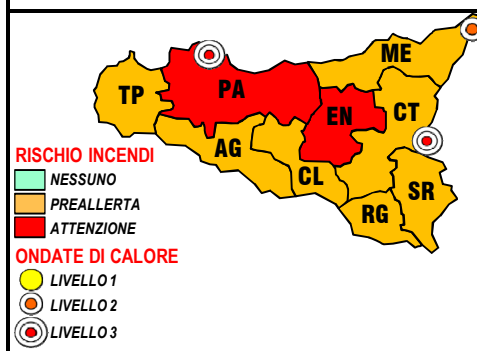 ME
TP
PA
EN
CT
AG
CL
SR
RG
RISCHIO INCENDI
NESSUNO
PREALLERTA
ATTENZIONE
ONDATE DI CALORE
LIVELLO 1
LIVELLO 2
LIVELLO 3